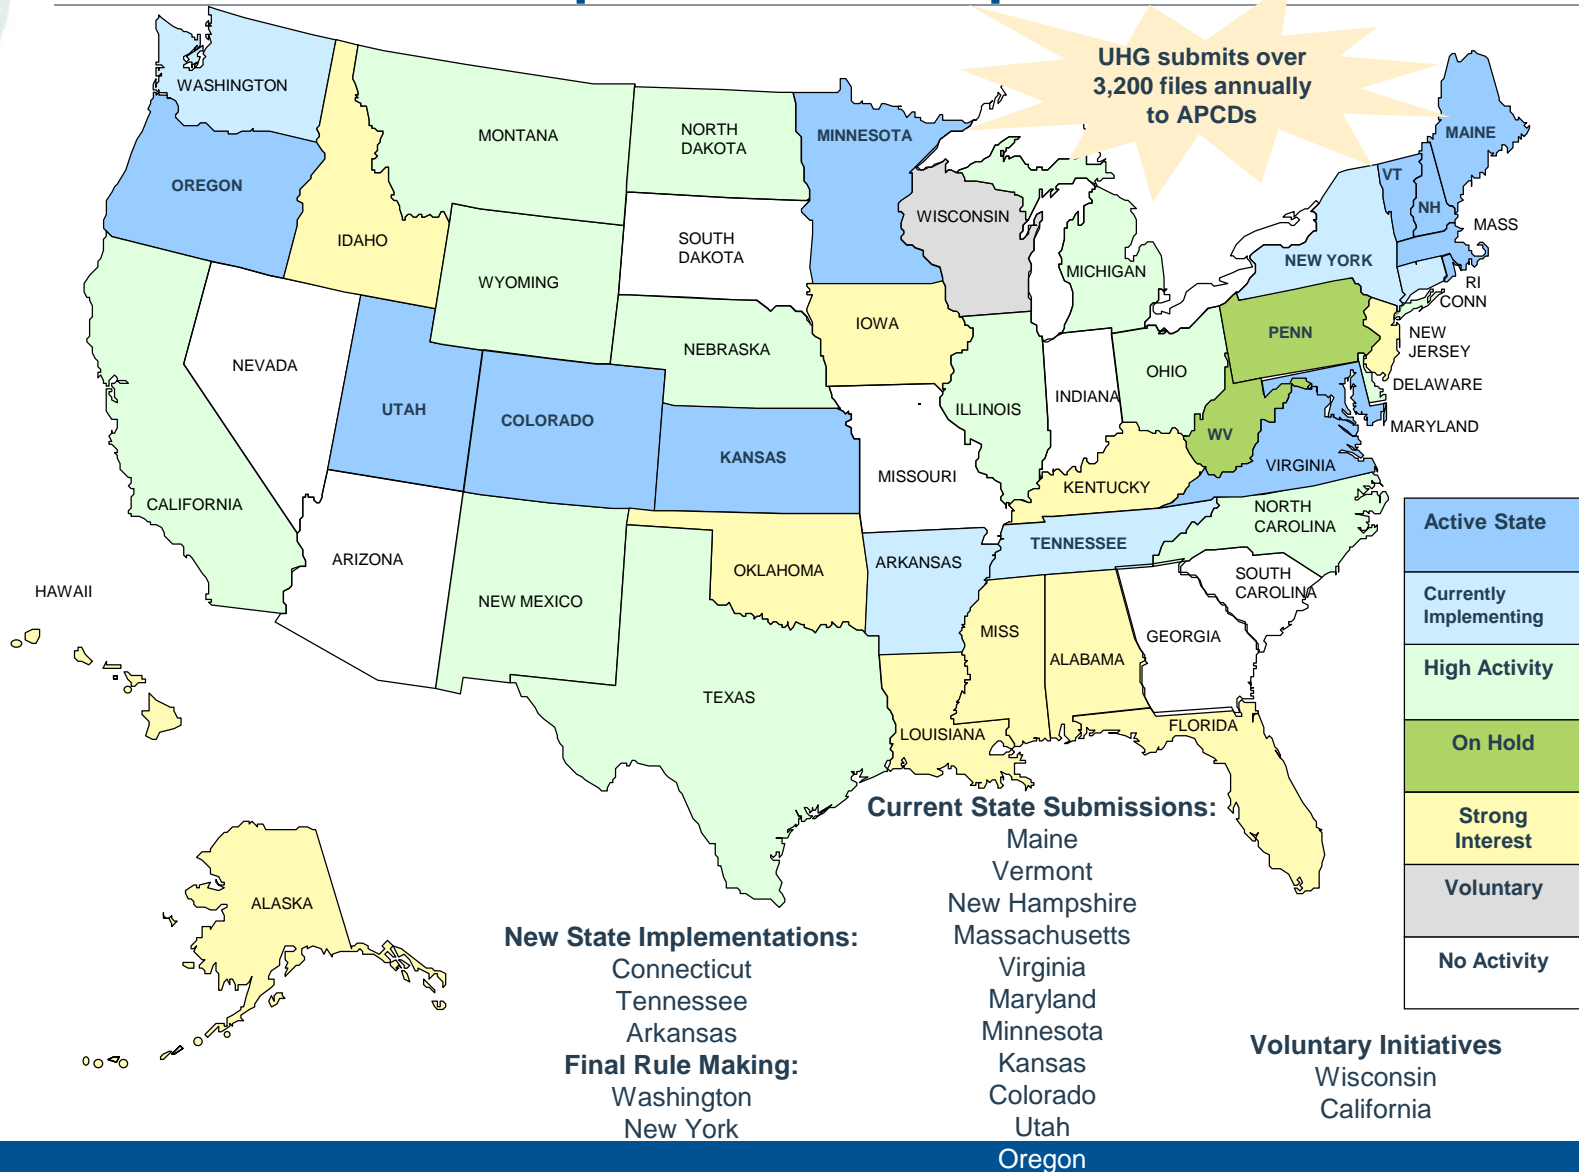 UHG submits over
3,200 files annually
to APCDs
WASHINGTON
MONTANA
NORTH
DAKOTA
MINNESOTA
MAINE
OREGON
VT
NH
IDAHO
WISCONSIN
MASS
SOUTH
DAKOTA
NEW YORK
MICHIGAN
WYOMING
RI
CONN
IOWA
PENN
NEW
JERSEY
NEBRASKA
NEVADA
OHIO
DELAWARE
UTAH
COLORADO
ILLINOIS
INDIANA
MARYLAND
WV
KANSAS
VIRGINIA
MISSOURI
KENTUCKY
CALIFORNIA
NORTH
CAROLINA
TENNESSEE
ARIZONA
ARKANSAS
OKLAHOMA
SOUTH
CAROLINA
HAWAII
NEW MEXICO
MISS
GEORGIA
ALABAMA
TEXAS
FLORIDA
LOUISIANA
ALASKA
Active State
Currently
Implementing
High Activity
On Hold
Strong
Interest
Voluntary
No Activity
New State Implementations:
Connecticut
Tennessee
Arkansas
Final Rule Making:
Washington
New York
Current State Submissions:
Maine
Vermont
New Hampshire
Massachusetts
Virginia
Maryland
Minnesota
Kansas
Colorado
Utah
Oregon
Voluntary Initiatives
Wisconsin
California